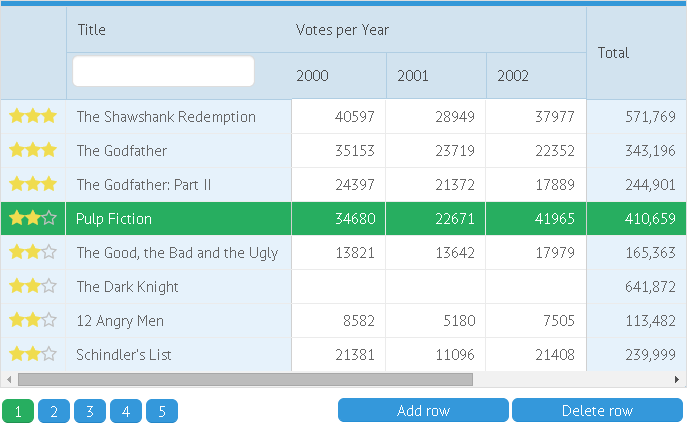 Title Votes per Year Total
2000 2001 2002
The Shawshank Redemption 40597 28949 37977 571,769
The Godfather 35153 23719 22352 343,196
The Godfather: Part II 24397 21372 17889 244,901
Pulp Fiction 34680 22671 41965 410,659
The Good, the Bad and the Ugly 13821 13642 17979 165,363
The Dark Knight 641,872
12 Angry Men 8582 5180 7505 113,482
Schindler's List 21381 11096 21408 239,999
1 2 3 4 5 Add row Delete row